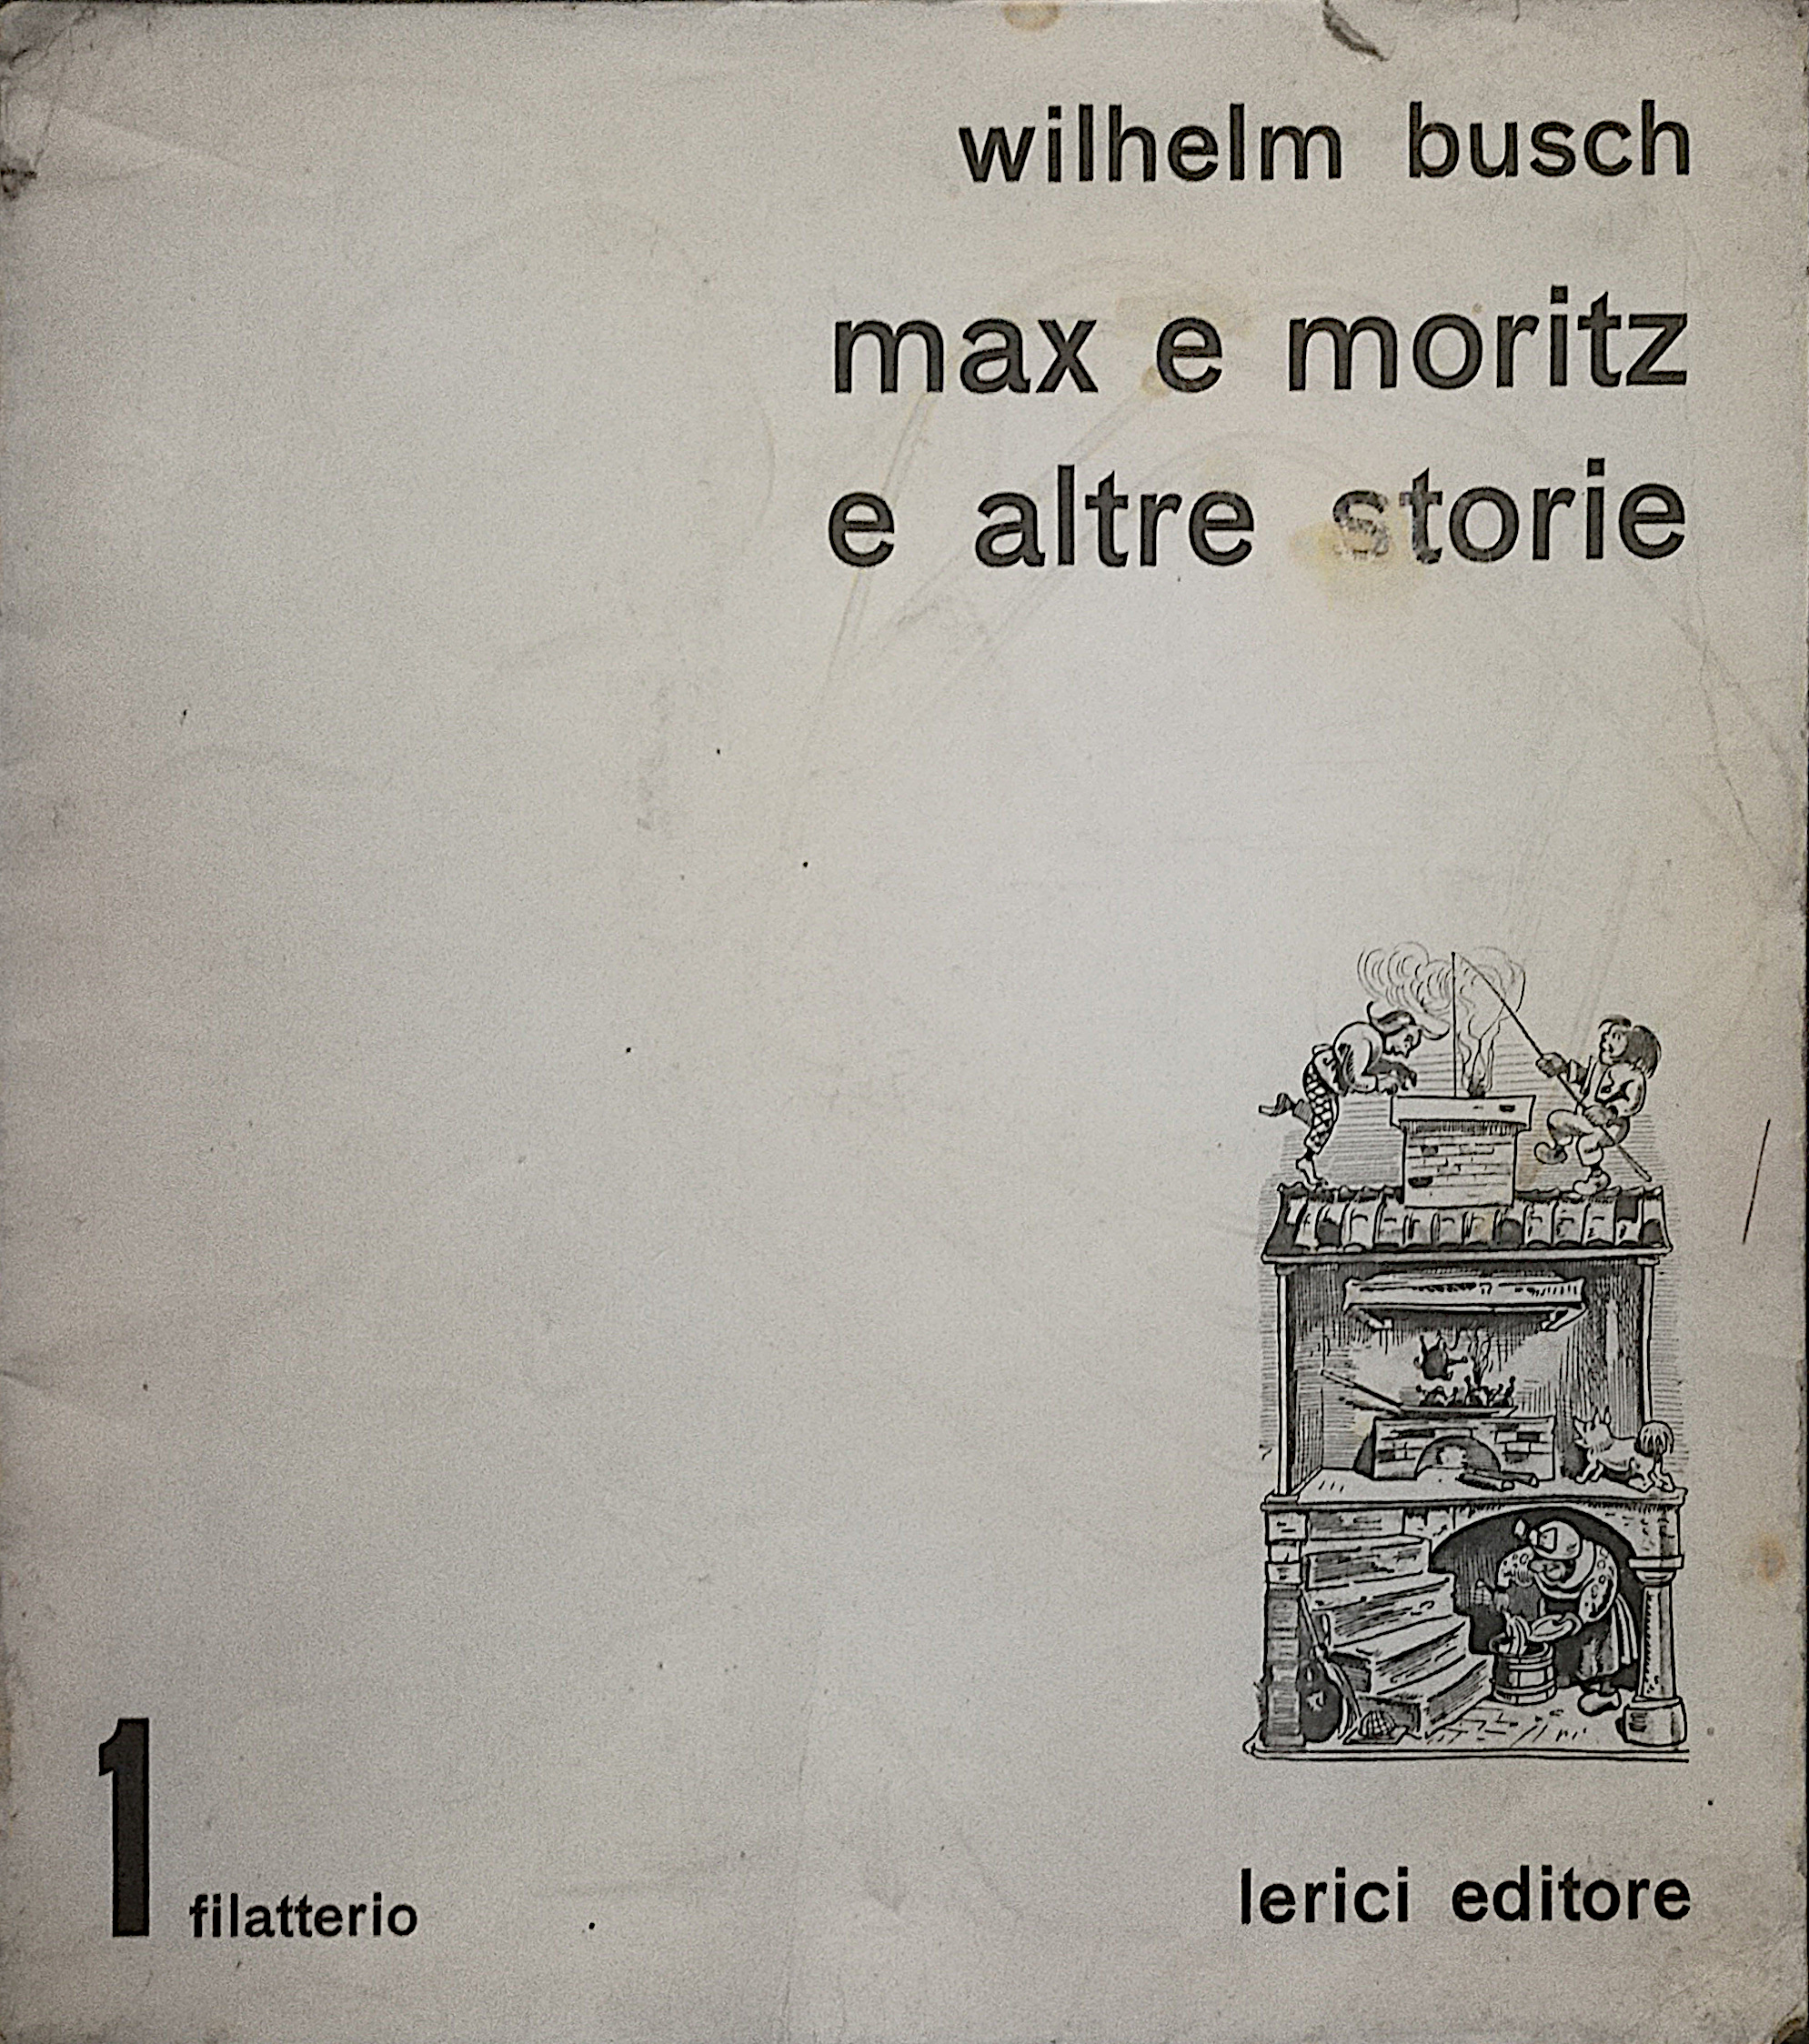 wilhelm busch
max e moritz
e altre storie
1 filatterio
lerici editore